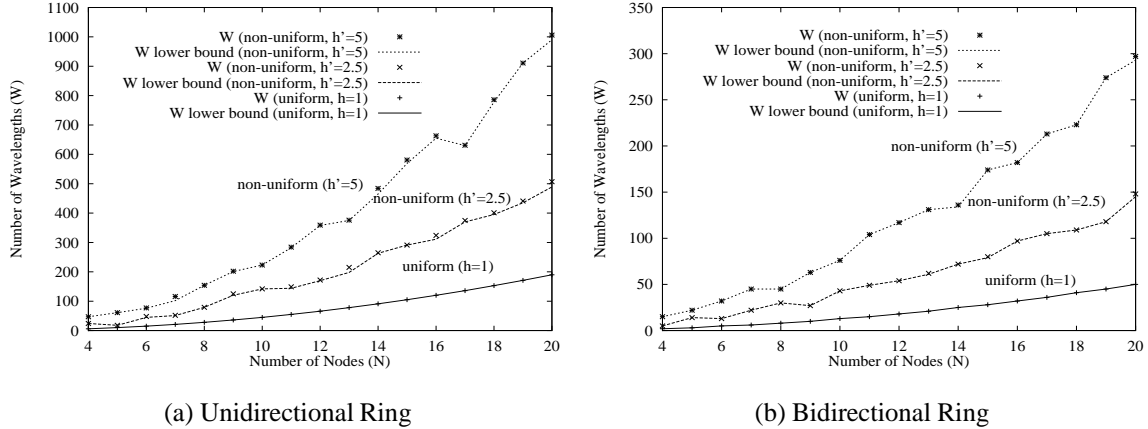 1100
1000
900
800
700
600
500
400
300
200
100
0
4 6 8 10 12 14 16 18 20
Number of Wavelengths (W)
Number of Nodes (N)
W (non-uniform, h'=5)
W lower bound (non-uniform, h'=5)
W (non-uniform, h'=2.5)
W lower bound (non-uniform, h'=2.5)
W (uniform, h=1)
W lower bound (uniform, h=1)
non-uniform (h'=5)
non-uniform (h'=2.5)
uniform (h=1)
(a) Unidirectional Ring
350
300
250
200
150
100
50
0
4 6 8 10 12 14 16 18 20
Number of Wavelengths (W)
Number of Nodes (N)
W (non-uniform, h'=5)
W lower bound (non-uniform, h'=5)
W (non-uniform, h'=2.5)
W lower bound (non-uniform, h'=2.5)
W (uniform, h=1)
W lower bound (uniform, h=1)
non-uniform (h'=5)
non-uniform (h'=2.5)
uniform (h=1)
(b) Bidirectional Ring